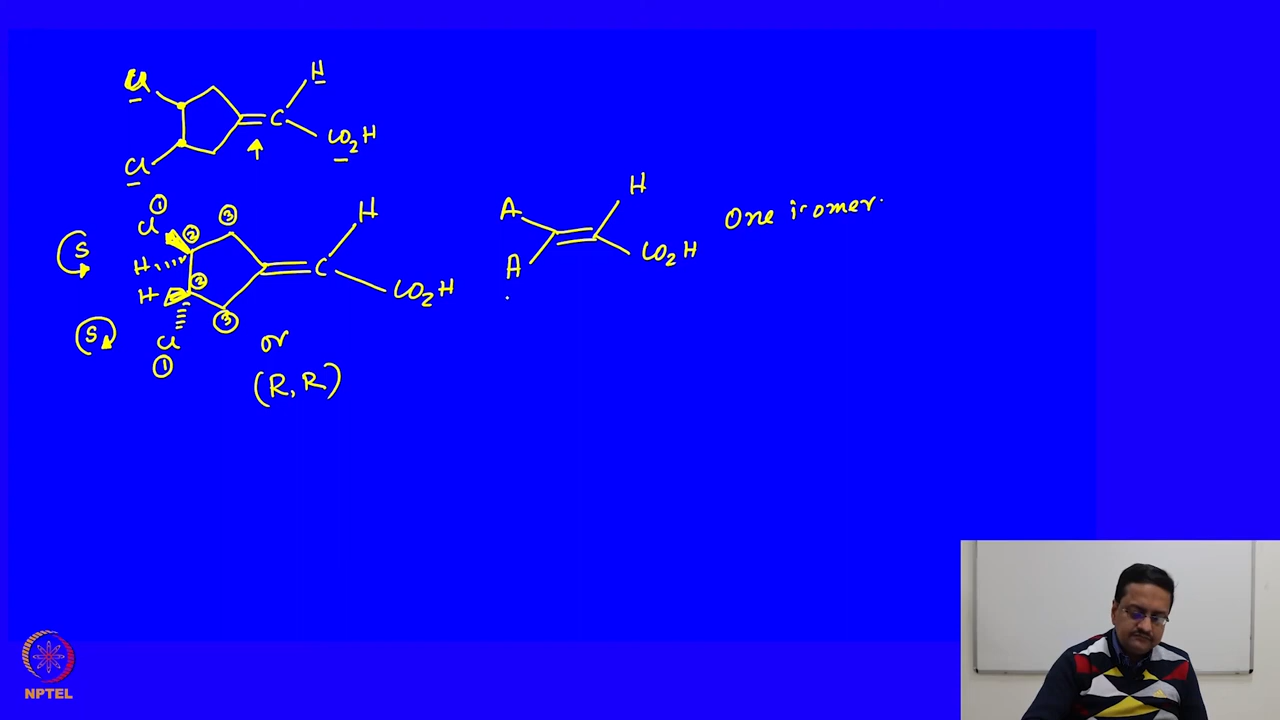 Cl
H
C
CO2H
Cl
①
Cl
②
③
H
S
H
C
H
②
CO2H
S
③
Cl
①
or
(R, R)
A
H
A
CO2H
One isomer.
NPTEL